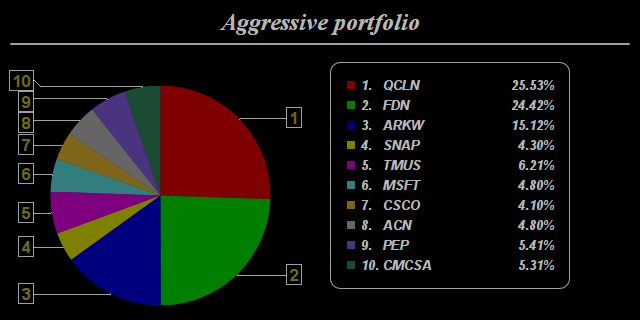 Aggressive portfolio
1. QCLN 25.53%
2. FDN 24.42%
3. ARKW 15.12%
4. SNAP 4.30%
5. TMUS 6.21%
6. MSFT 4.80%
7. CSCO 4.10%
8. ACN 4.80%
9. PEP 5.41%
10. CMCSA 5.31%
10
9
8
7
6
5
4
3
1
2